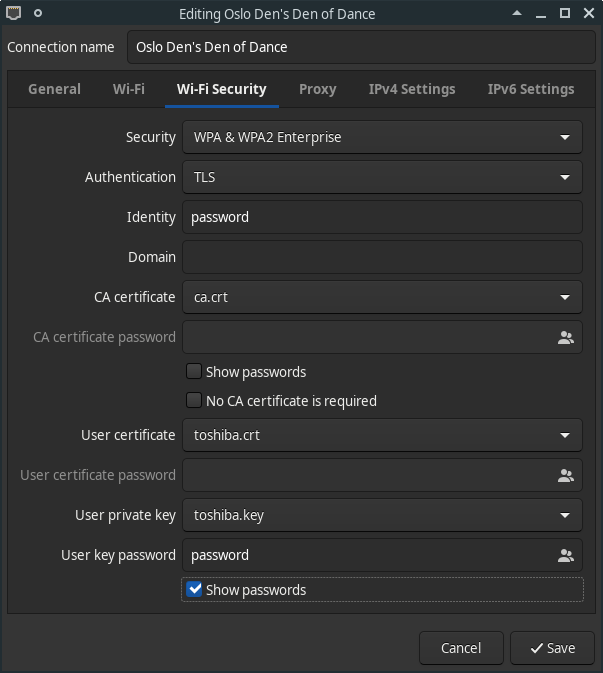 Editing Oslo Den's Den of Dance
Connection name Oslo Den's Den of Dance
General Wi-Fi Wi-Fi Security Proxy IPv4 Settings IPv6 Settings
Security WPA & WPA2 Enterprise
Authentication TLS
Identity password
Domain
CA certificate ca.crt
CA certificate password
Show passwords
No CA certificate is required
User certificate toshiba.crt
User certificate password
User private key toshiba.key
User key password password
Show passwords
Cancel Save